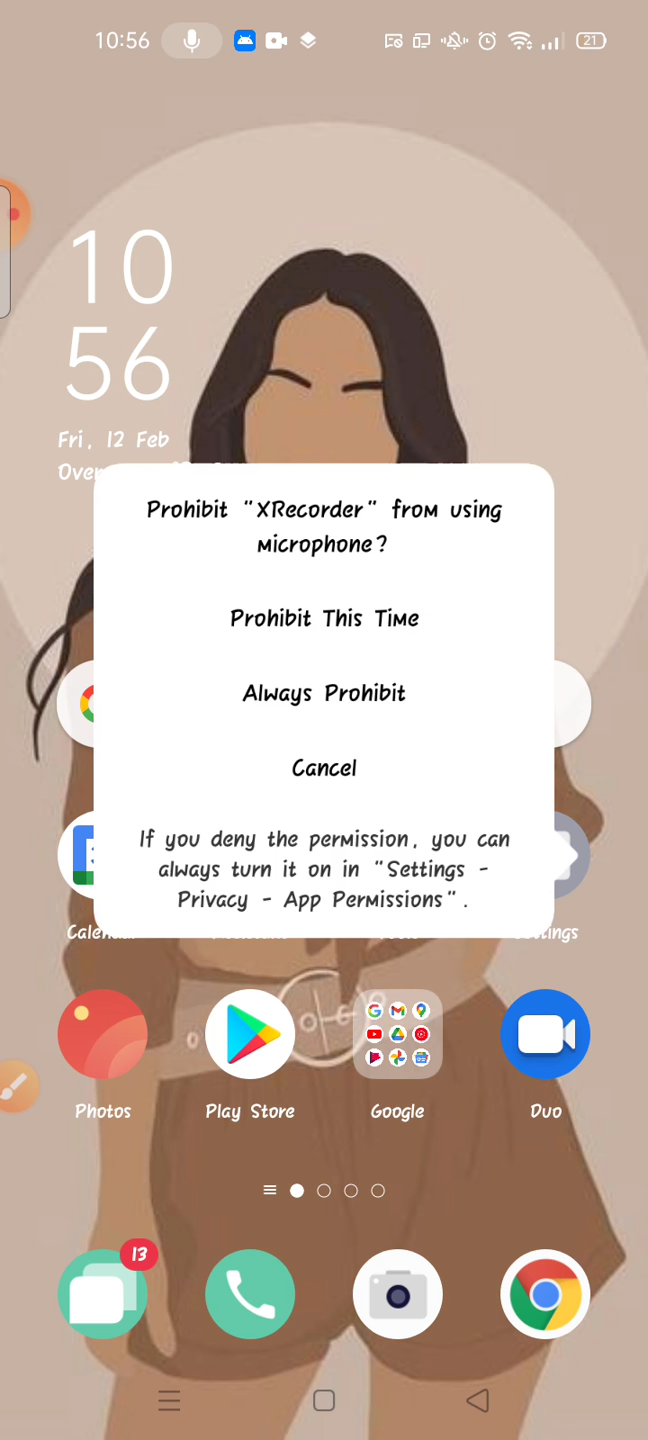 10:56
21
10
56
Fri, 12 Feb
Over
Prohibit "XRecorder" from using
microphone?
Prohibit This Time
Always Prohibit
Cancel
If you deny the permission, you can
always turn it on in "Settings -
Privacy - App Permissions".
Photos
Play Store
Google
Duo
13